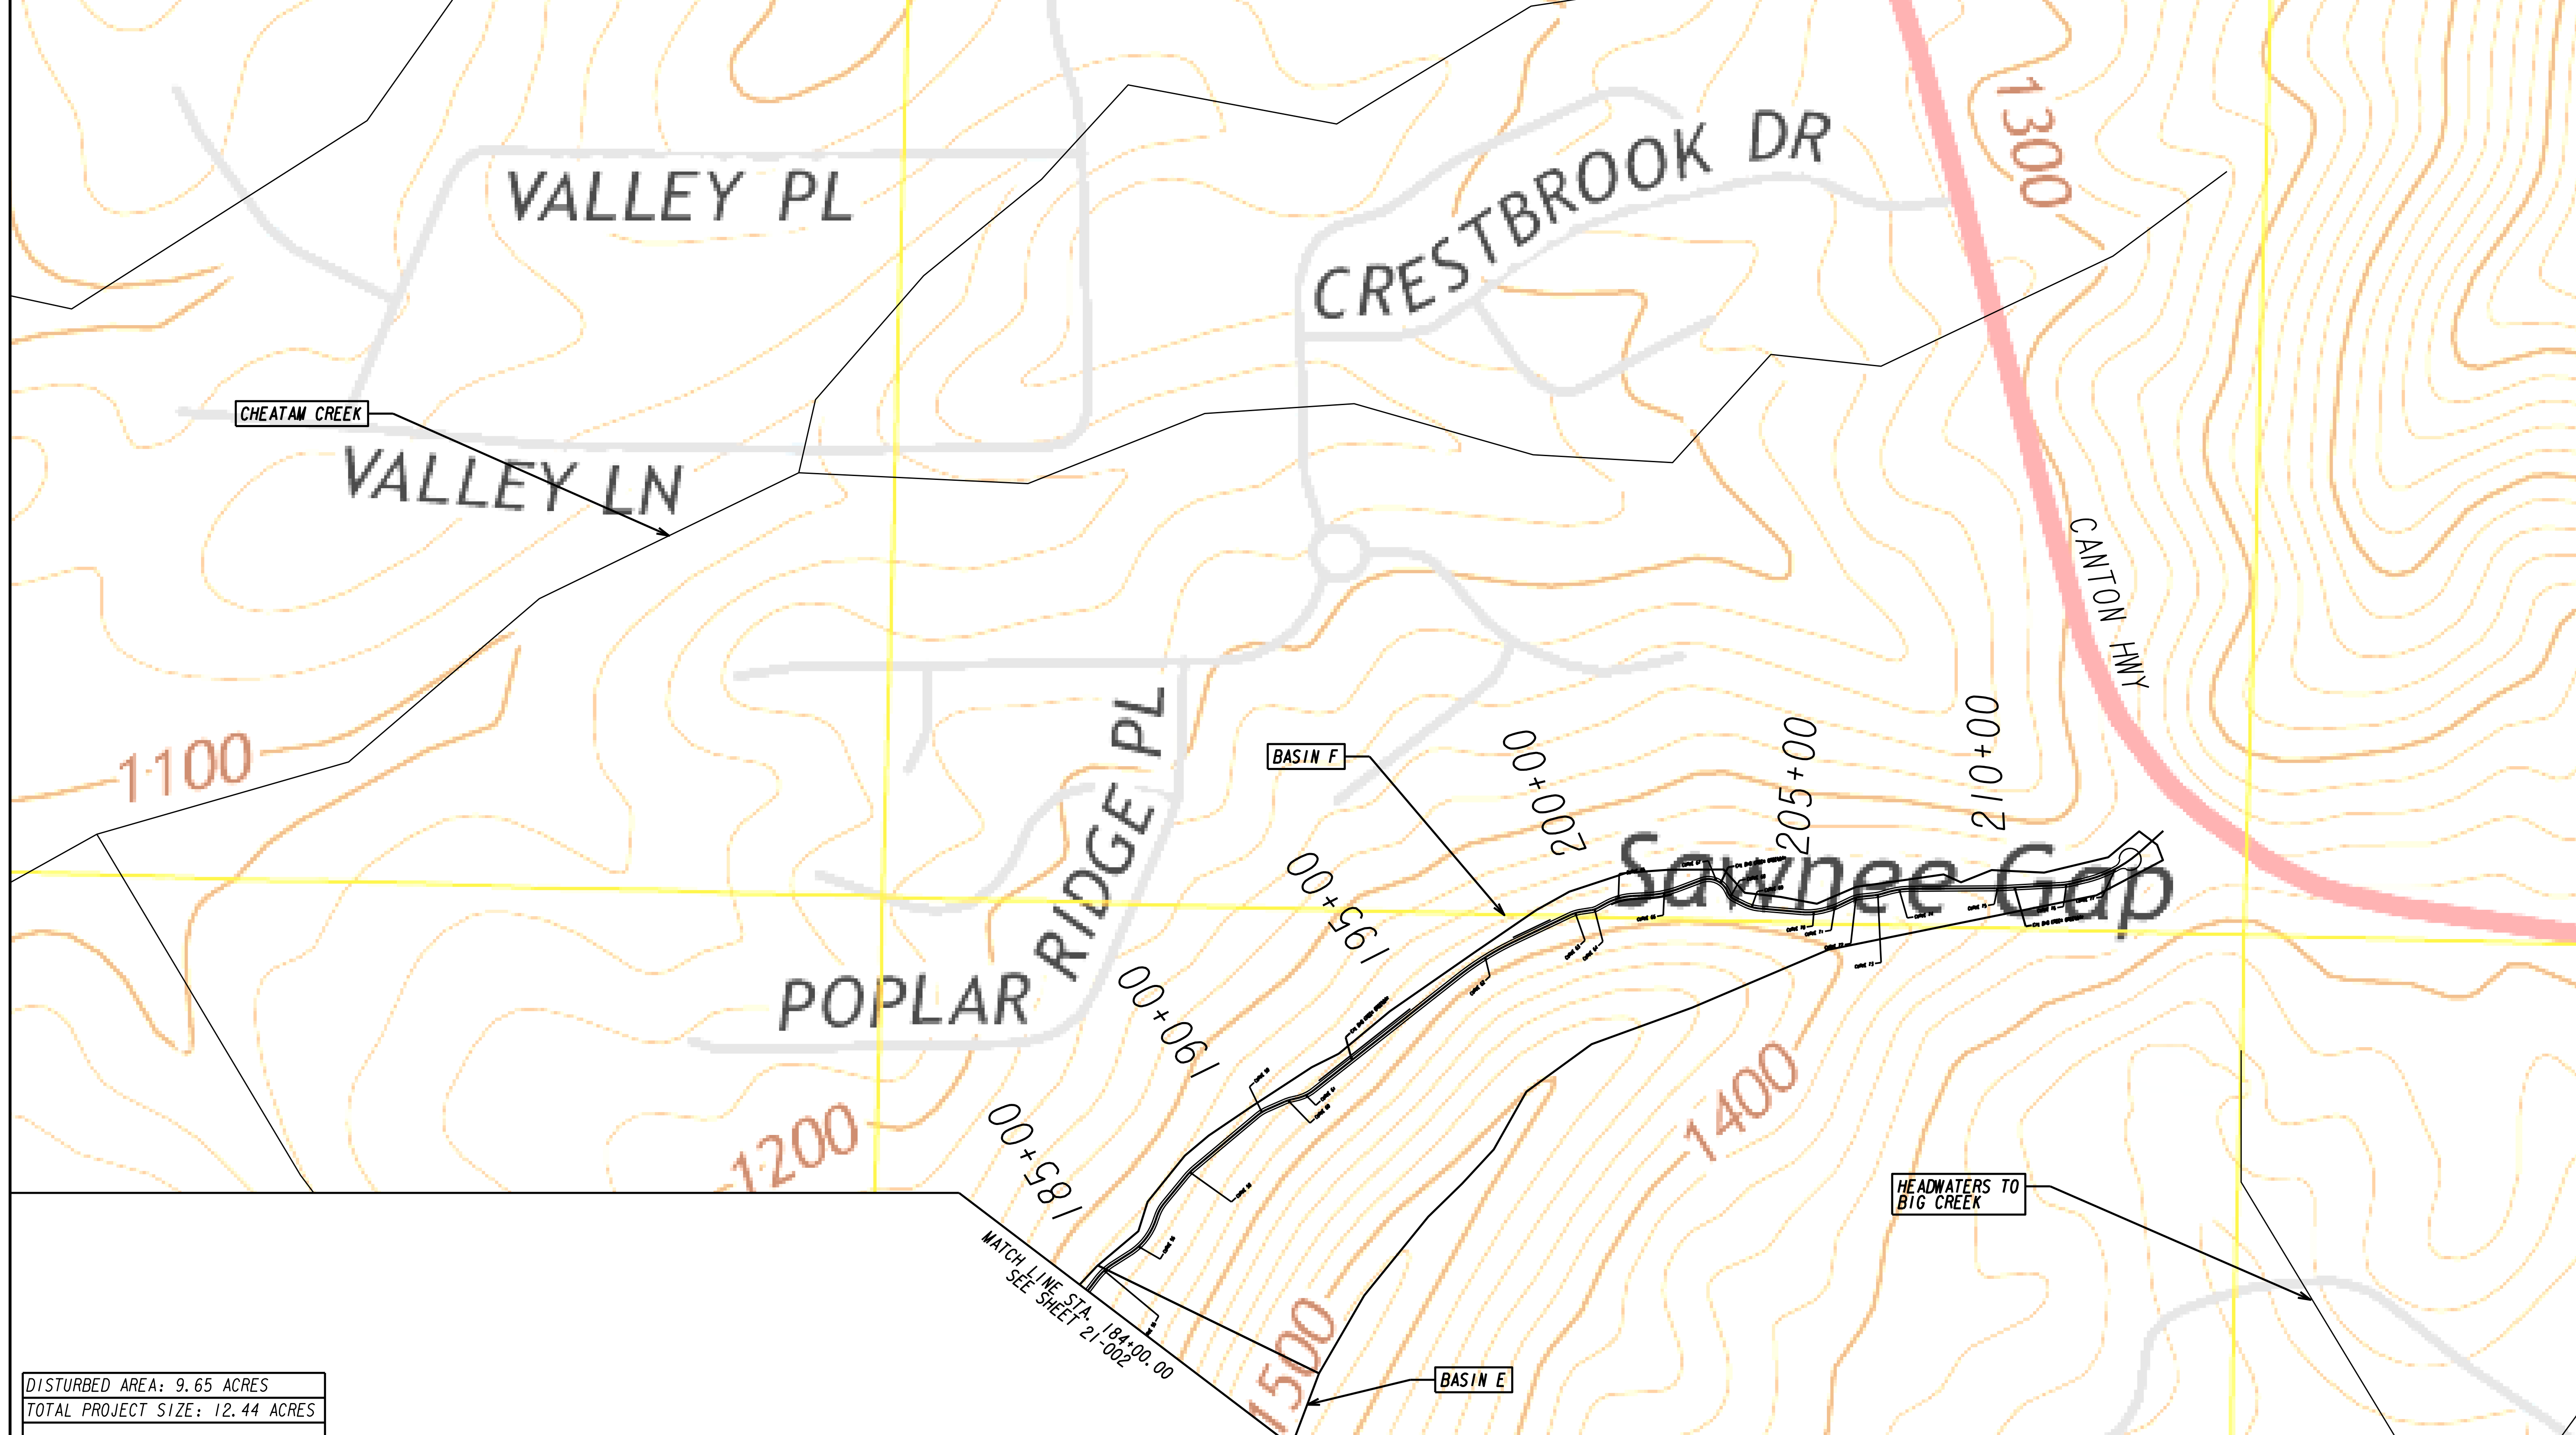 VALLEY PL
CRESTBROOK DR
1300
CHEATAM CREEK
VALLEY LN
CANTON HWY
1100
POPLAR RIDGE PL
BASIN F
200+00
205+00
210+00
195+00
Sawnee Gap
190+00
185+00
1200
1400
HEADWATERS TO
BIG CREEK
MATCH LINE STA. 184+00.00
SEE SHEET 21-002
1500
BASIN E
DISTURBED AREA: 9.65 ACRES
TOTAL PROJECT SIZE: 12.44 ACRES